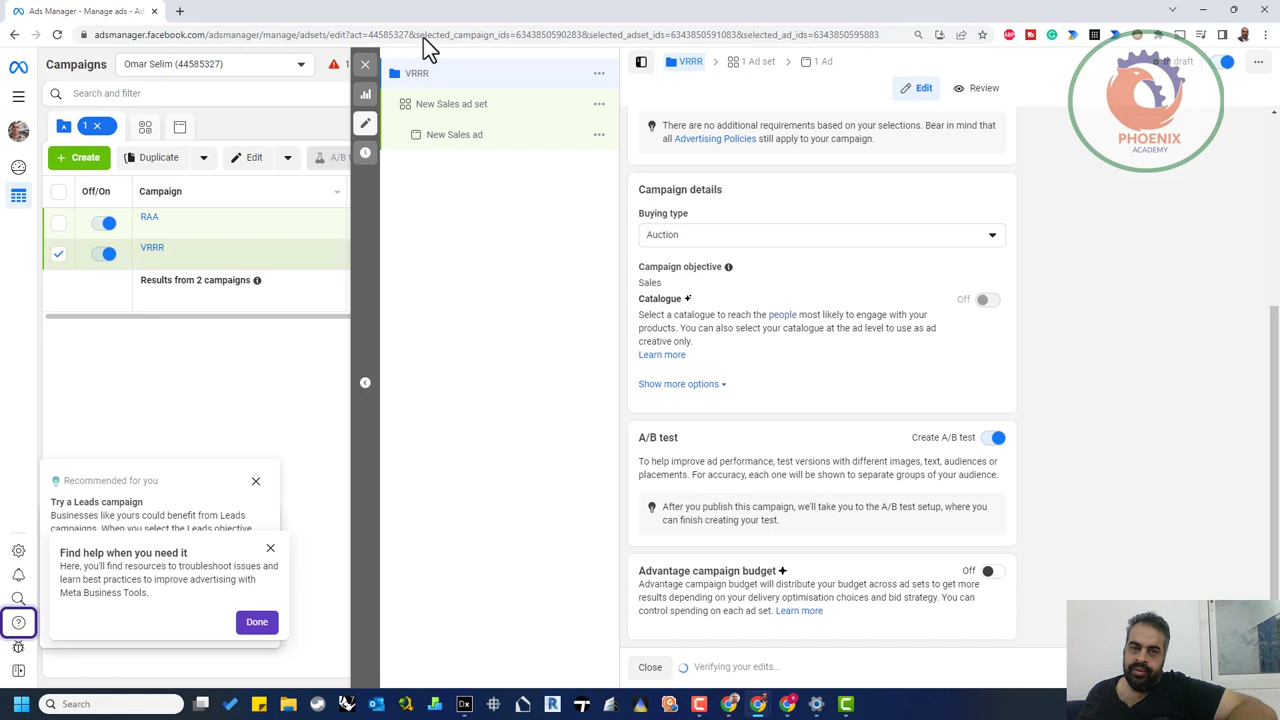 Ads Manager - Manage ads - Ad
adsmanager.facebook.com/adsmanager/manage/adsets/edit?act=44585327&selected_campaign_ids=6343850590283&selected_adset_ids=6343850591083&selected_ad_ids=6343850595883
Campaigns
Omar Selim (44585327)
1
Search and filter
1
Create
Duplicate
Edit
A/B t
Off/On
Campaign
RAA
VRRR
Results from 2 campaigns
Recommended for you
Try a Leads campaign
Businesses like yours could benefit from Leads
campaigns. When you select the Leads objective
Find help when you need it
Here, you'll find resources to troubleshoot issues and
learn best practices to improve advertising with
Meta Business Tools.
Done
VRRR
New Sales ad set
New Sales ad
VRRR
1 Ad set
1 Ad
draft
Edit
Review
There are no additional requirements based on your selections. Bear in mind that
all Advertising Policies still apply to your campaign.
Campaign details
Buying type
Auction
Campaign objective
Sales
Catalogue
Off
Select a catalogue to reach the people most likely to engage with your
products. You can also select your catalogue at the ad level to use as ad
creative only.
Learn more
Show more options
A/B test
Create A/B test
To help improve ad performance, test versions with different images, text, audiences or
placements. For accuracy, each one will be shown to separate groups of your audience.
After you publish this campaign, we'll take you to the A/B test setup, where you
can finish creating your test.
Advantage campaign budget
Off
Advantage campaign budget will distribute your budget across ad sets to get more
results depending on your delivery optimisation choices and bid strategy. You can
control spending on each ad set. Learn more
Close
Verifying your edits...
PHOENIX
ACADEMY
Search